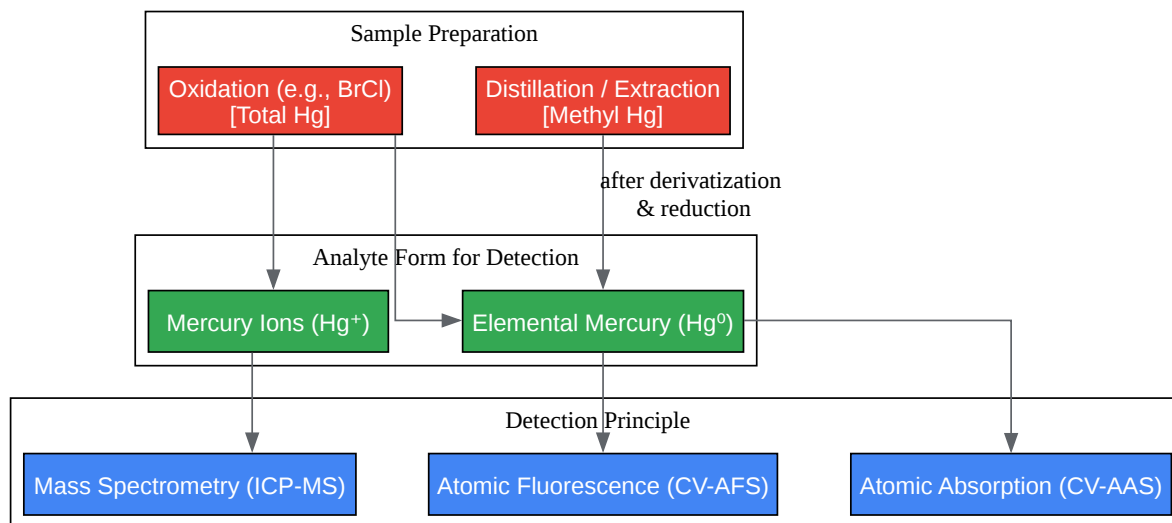 Sample Preparation
Oxidation (e.g., BrCl)
[Total Hg]
Distillation / Extraction
[Methyl Hg]
after derivatization
& reduction
Analyte Form for Detection
Mercury Ions (Hg⁺)
Elemental Mercury (Hg⁰)
Detection Principle
Mass Spectrometry (ICP-MS)
Atomic Fluorescence (CV-AFS)
Atomic Absorption (CV-AAS)